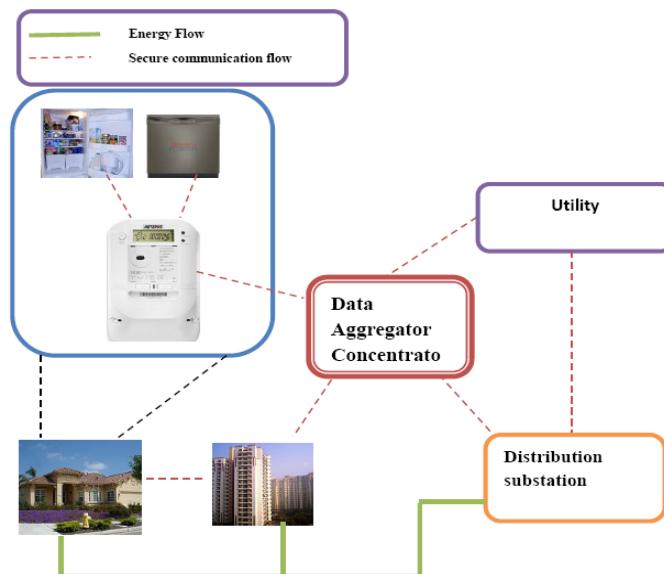 Energy Flow
Secure communication flow
Utility
Data
Aggregator
Concentrato
Distribution
substation